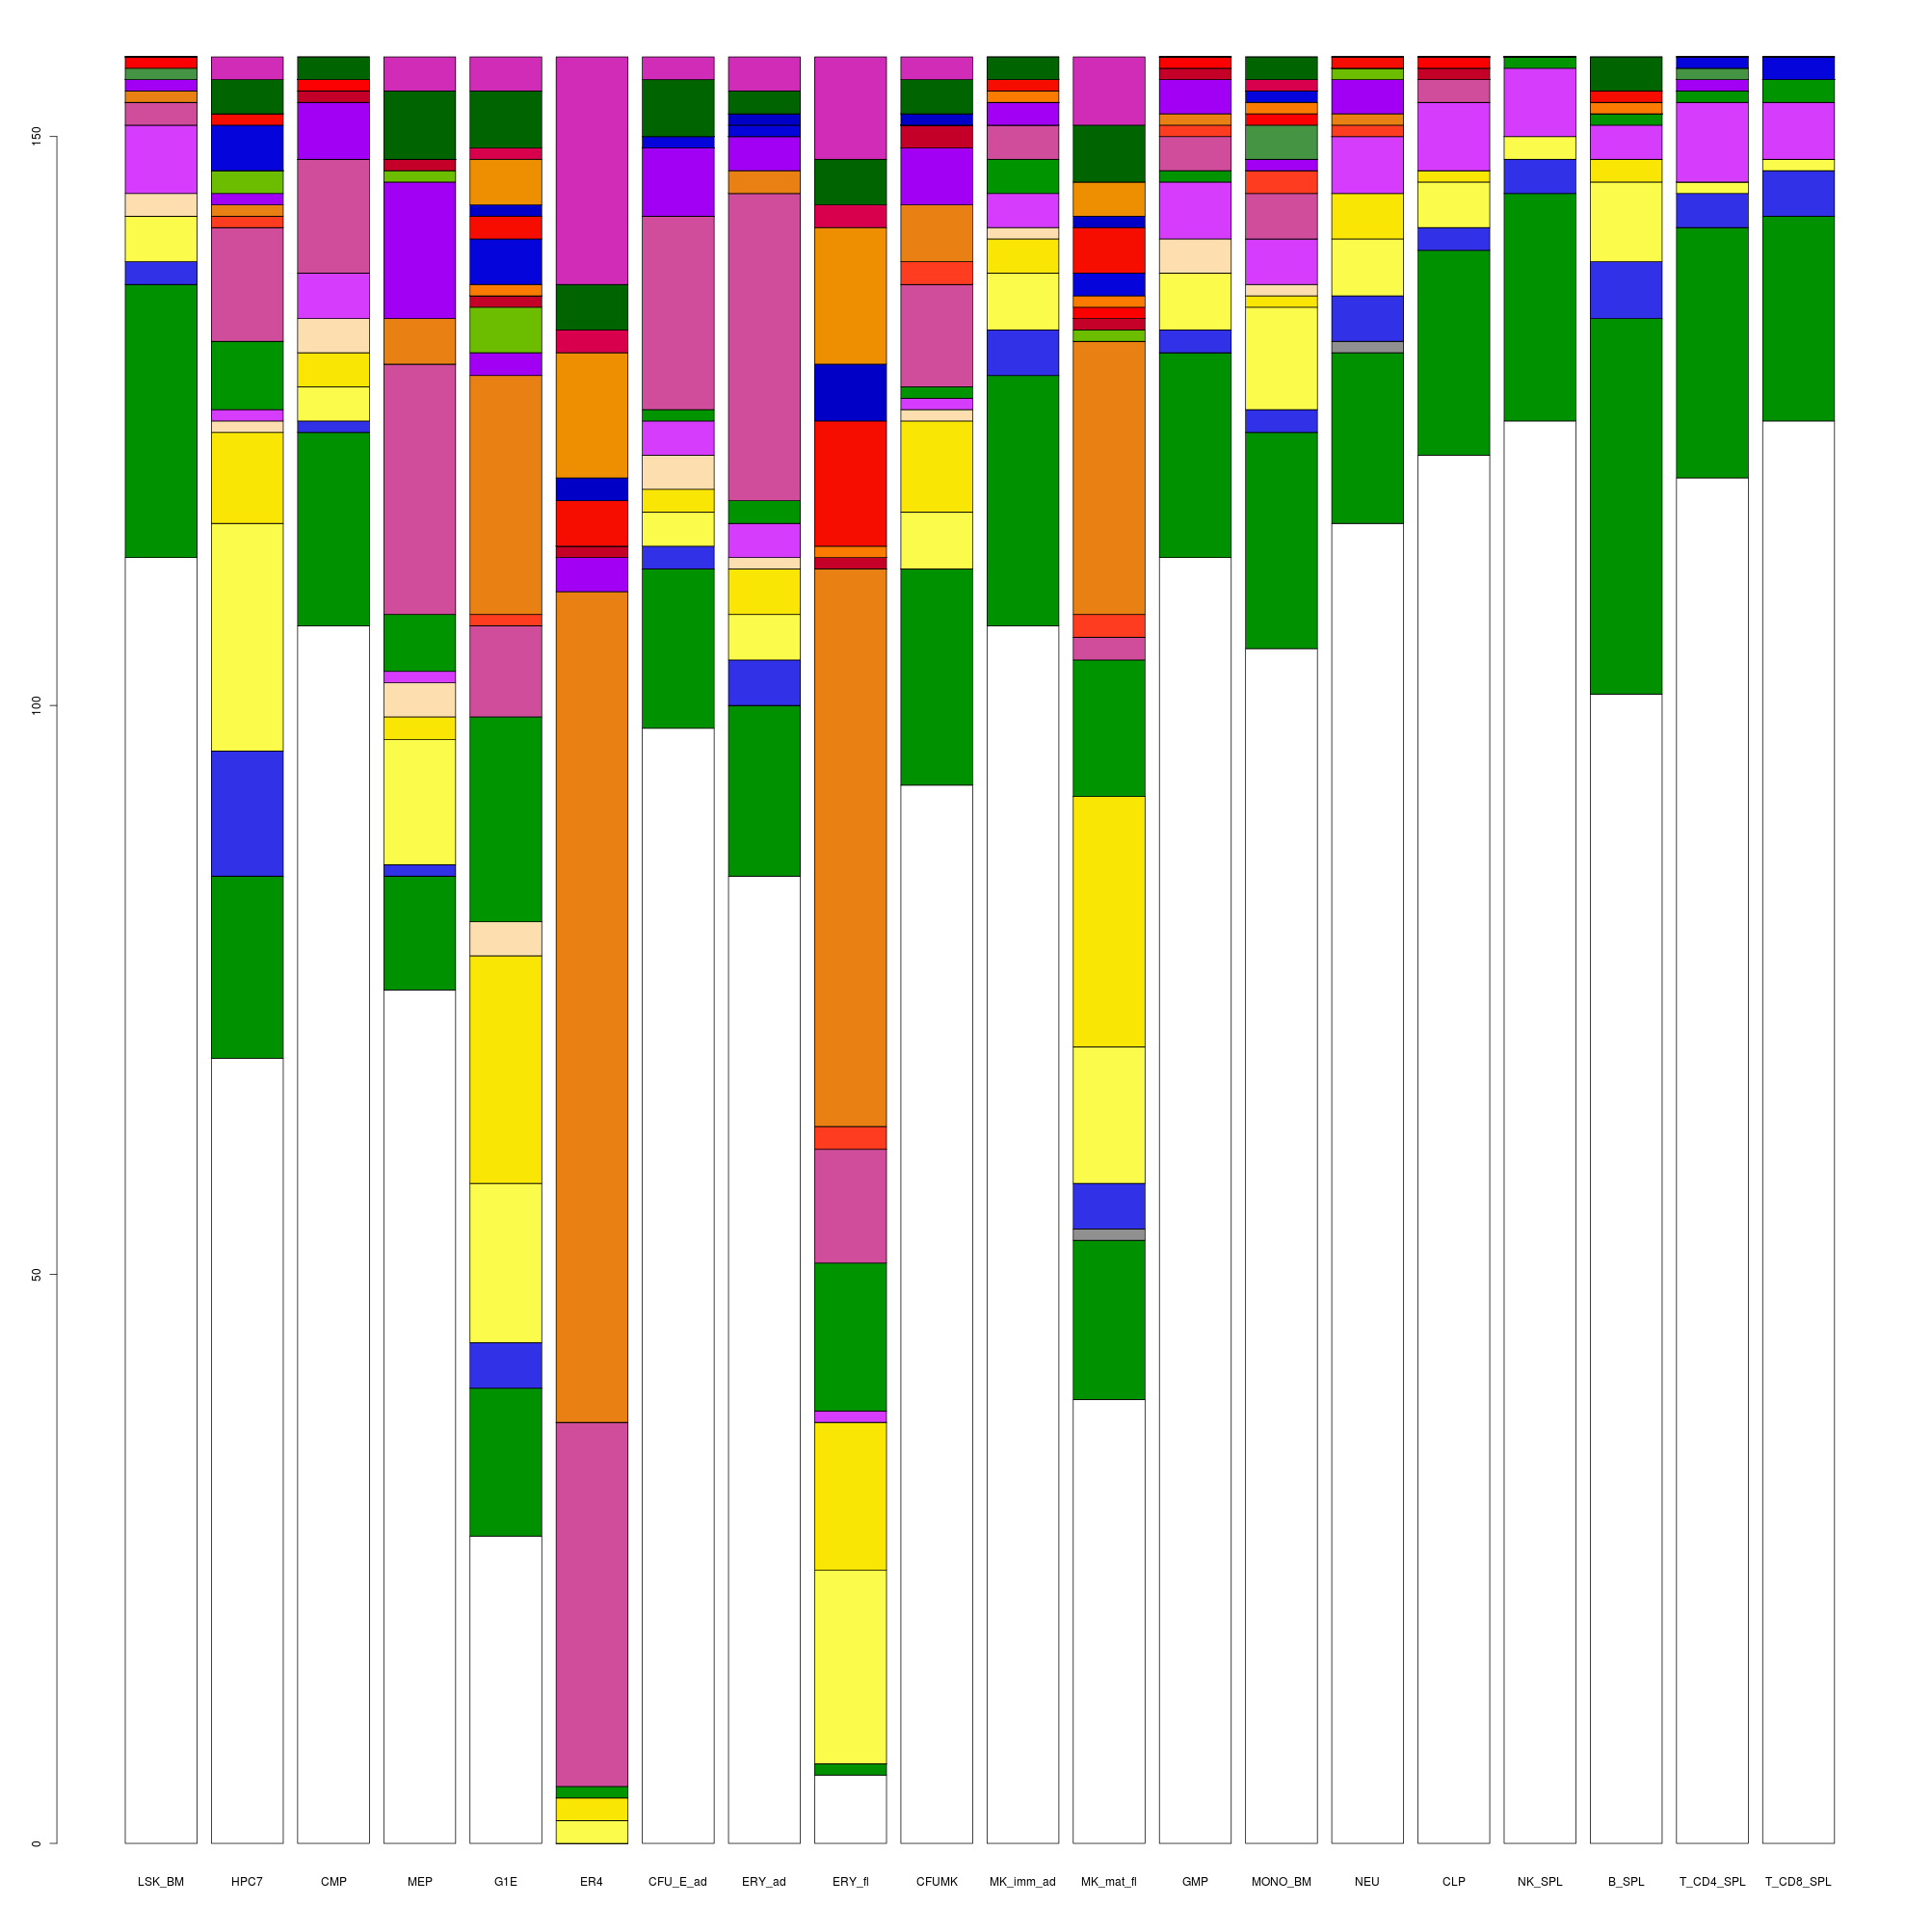 150
100
50
0
LSK_BM HPC7 CMP MEP G1E ER4 CFU_E_ad ERY_ad ERY_fl CFUMK MK_imm_ad MK_mat_fl GMP MONO_BM NEU CLP NK_SPL B_SPL T_CD4_SPL T_CD8_SPL